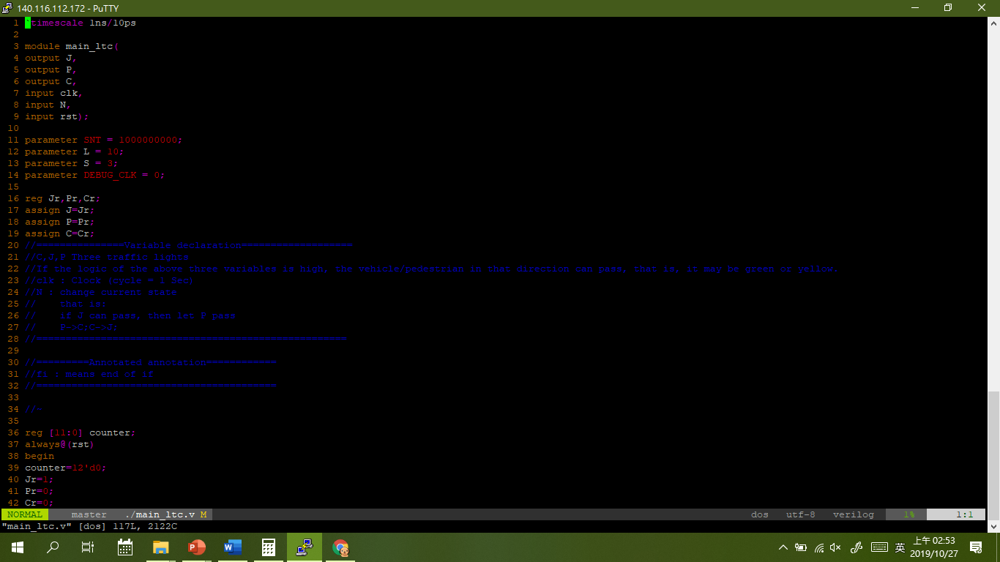 140.116.112.172 - PuTTY
1 `timescale 1ns/10ps
2
3 module main_ltc(
4 output J,
5 output P,
6 output C,
7 input clk,
8 input N,
9 input rst);
10
11 parameter SNT = 1000000000;
12 parameter L = 10;
13 parameter S = 3;
14 parameter DEBUG_CLK = 0;
15
16 reg Jr,Pr,Cr;
17 assign J=Jr;
18 assign P=Pr;
19 assign C=Cr;
20 //===============Variable declaration===================
21 //C,J,P Three traffic lights
22 //If the logic of the above three variables is high, the vehicle/pedestrian in that direction can pass, that is, it may be green or yellow.
23 //clk : Clock (cycle = 1 Sec)
24 //N : change current state
25 //    that is:
26 //    if J can pass, then let P pass
27 //    P->C;C->J;
28 //=====================================================
29
30 //=========Annotated annotation============
31 //fi : means end of if
32 //=========================================
33
34 //~
35
36 reg [11:0] counter;
37 always@(rst)
38 begin
39 counter=12'd0;
40 Jr=1;
41 Pr=0;
42 Cr=0;
NORMAL master ./main_ltc.v M dos utf-8 verilog 1% 1:1
"main_ltc.v" [dos] 117L, 2122C
英 上午 02:53
2019/10/27